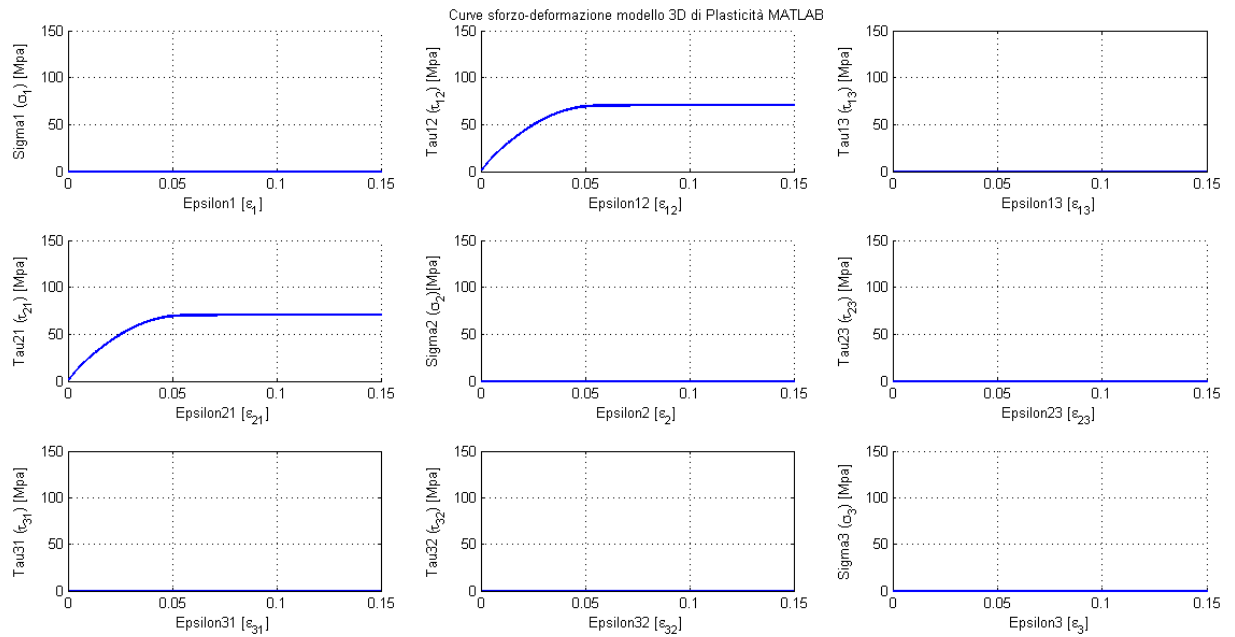 Curve sforzo-deformazione modello 3D di Plasticità MATLAB
Sigma1 (σ1) [Mpa]
150
100
50
0
0 0.05 0.1 0.15
Epsilon1 [ε1]
Tau12 (τ12) [Mpa]
150
100
50
0
0 0.05 0.1 0.15
Epsilon12 [ε12]
Tau13 (τ13) [Mpa]
150
100
50
0
0 0.05 0.1 0.15
Epsilon13 [ε13]
Tau21 (τ21) [Mpa]
150
100
50
0
0 0.05 0.1 0.15
Epsilon21 [ε21]
Sigma2 (σ2)[Mpa]
150
100
50
0
0 0.05 0.1 0.15
Epsilon2 [ε2]
Tau23 (τ23) [Mpa]
150
100
50
0
0 0.05 0.1 0.15
Epsilon23 [ε23]
Tau31 (τ31) [Mpa]
150
100
50
0
0 0.05 0.1 0.15
Epsilon31 [ε31]
Tau32 (τ32) [Mpa]
150
100
50
0
0 0.05 0.1 0.15
Epsilon32 [ε32]
Sigma3 (σ3) [Mpa]
150
100
50
0
0 0.05 0.1 0.15
Epsilon3 [ε3]